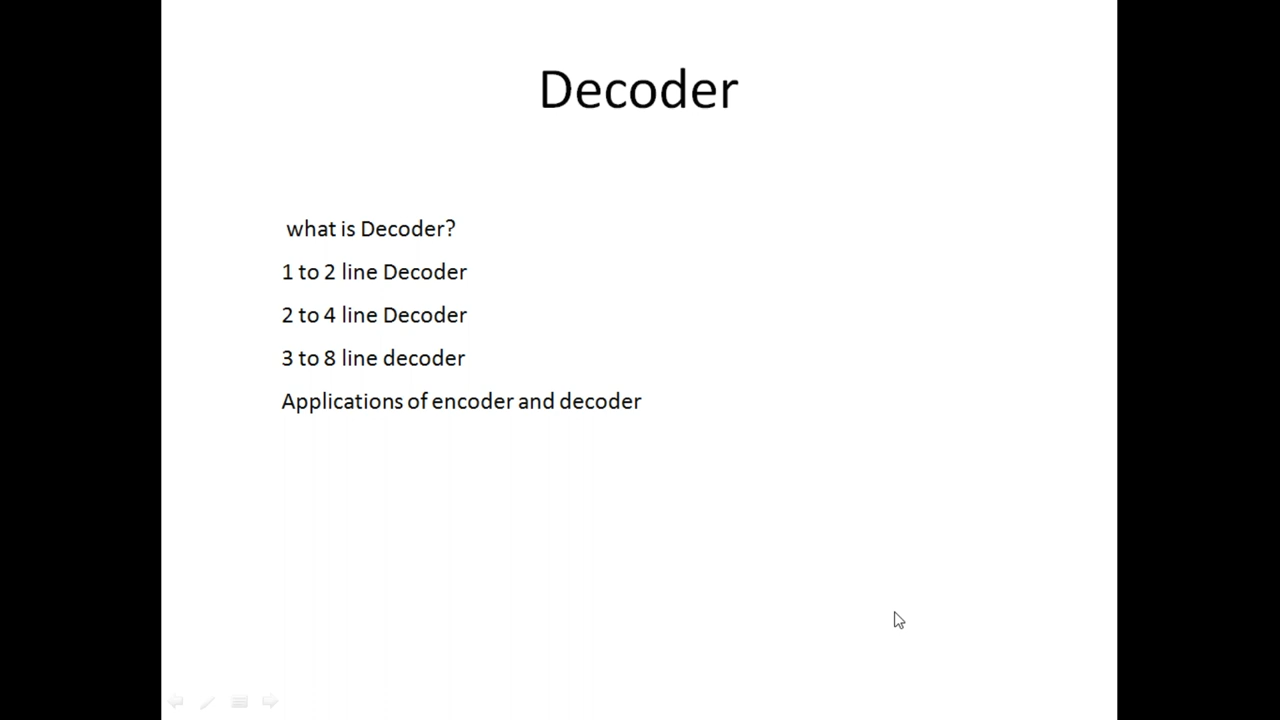 Decoder
what is Decoder?
1 to 2 line Decoder
2 to 4 line Decoder
3 to 8 line decoder
Applications of encoder and decoder